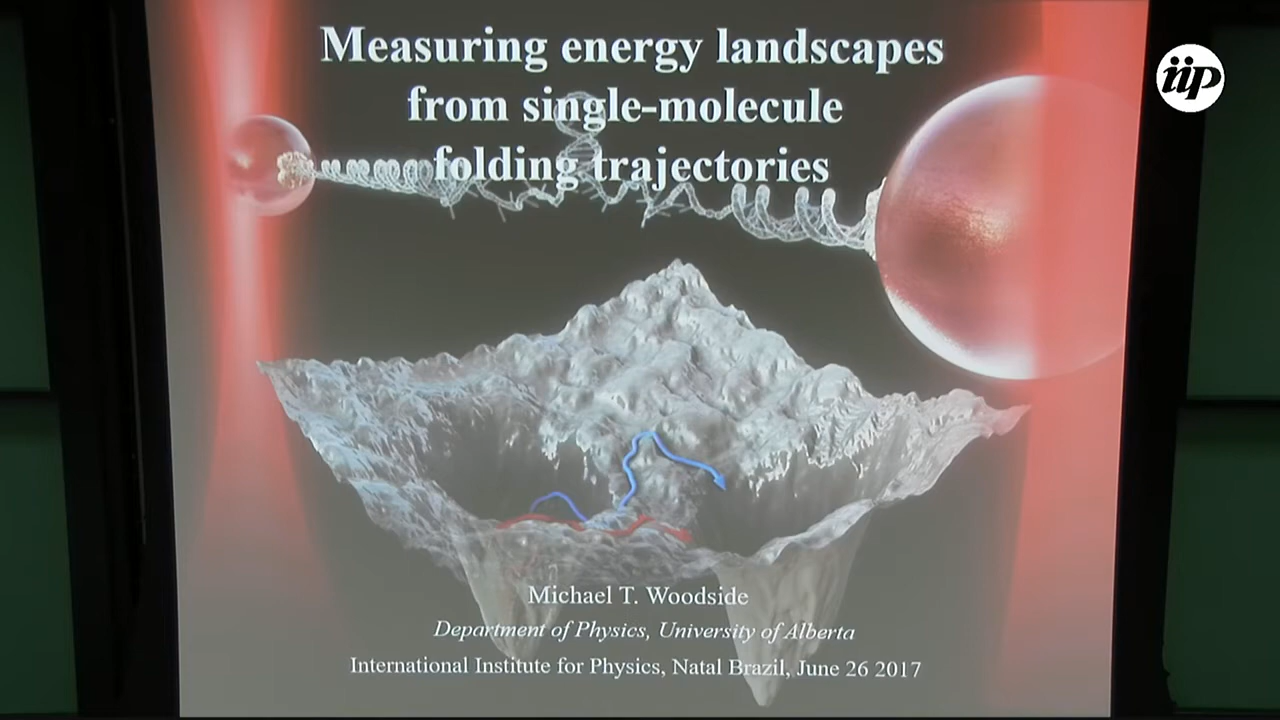 iip
Measuring energy landscapes
from single-molecule
folding trajectories
Michael T. Woodside
Department of Physics, University of Alberta
International Institute for Physics, Natal Brazil, June 26 2017